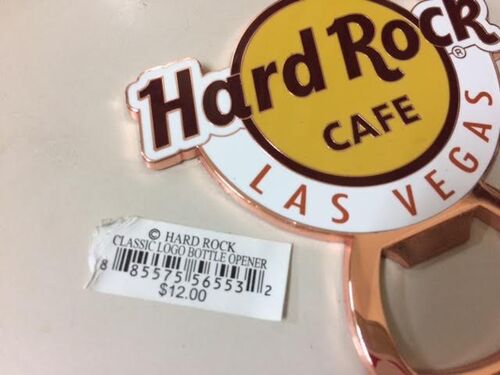 Hard Rock
®
CAFE
LAS VEGAS
© HARD ROCK
CLASSIC LOGO BOTTLE OPENER
8 85575 56553 2
$12.00